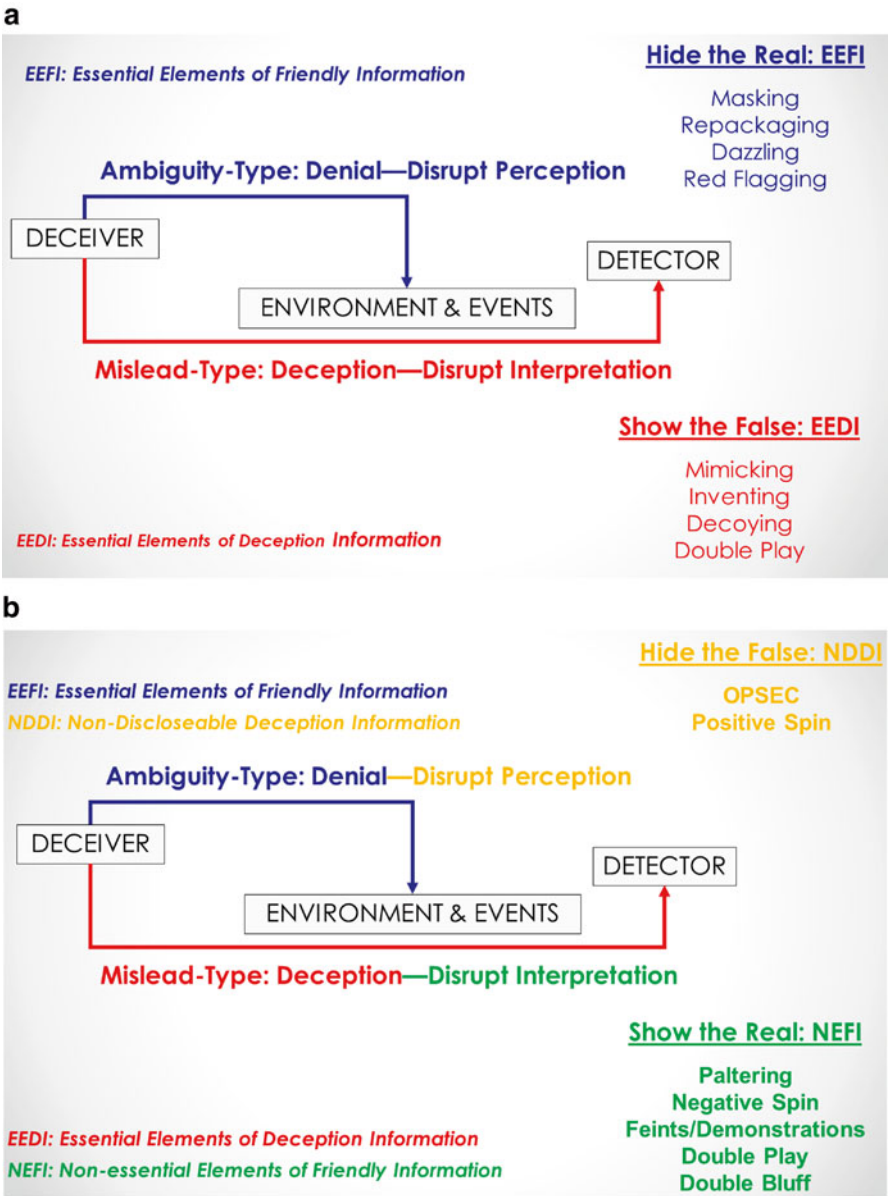 a
EEFI: Essential Elements of Friendly Information
Hide the Real: EEFI
Masking
Repackaging
Dazzling
Red Flagging
Ambiguity-Type: Denial—Disrupt Perception
DECEIVER
DETECTOR
ENVIRONMENT & EVENTS
Mislead-Type: Deception—Disrupt Interpretation
Show the False: EEDI
Mimicking
Inventing
Decoying
Double Play
EEDI: Essential Elements of Deception Information
b
Hide the False: NDDI
OPSEC
Positive Spin
EEFI: Essential Elements of Friendly Information
NDDI: Non-Discloseable Deception Information
Ambiguity-Type: Denial—Disrupt Perception
DECEIVER
DETECTOR
ENVIRONMENT & EVENTS
Mislead-Type: Deception—Disrupt Interpretation
Show the Real: NEFI
Paltering
Negative Spin
Feints/Demonstrations
Double Play
Double Bluff
EEDI: Essential Elements of Deception Information
NEFI: Non-essential Elements of Friendly Information